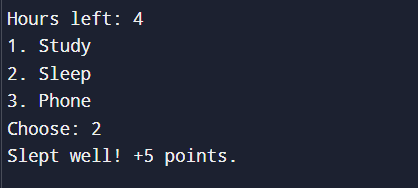 Hours left: 4
1. Study
2. Sleep
3. Phone
Choose: 2
Slept well! +5 points.